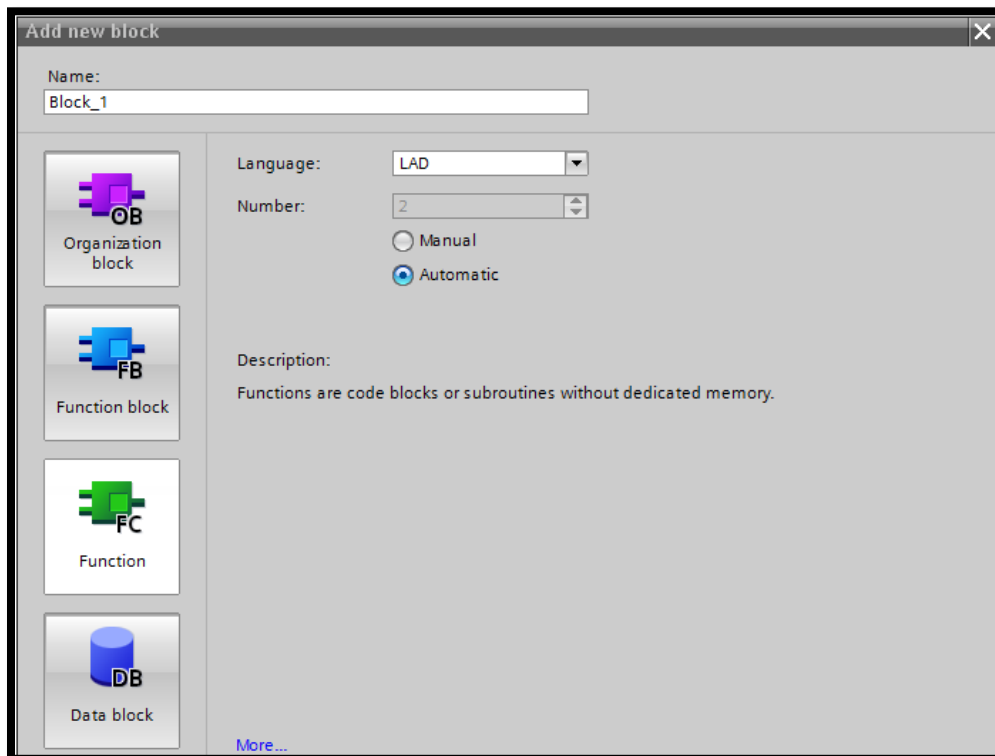 Add new block
Name:
Block_1
OB
Organization
block
FB
Function block
FC
Function
DB
Data block
Language:
LAD
Number:
2
Manual
Automatic
Description:
Functions are code blocks or subroutines without dedicated memory.
More...